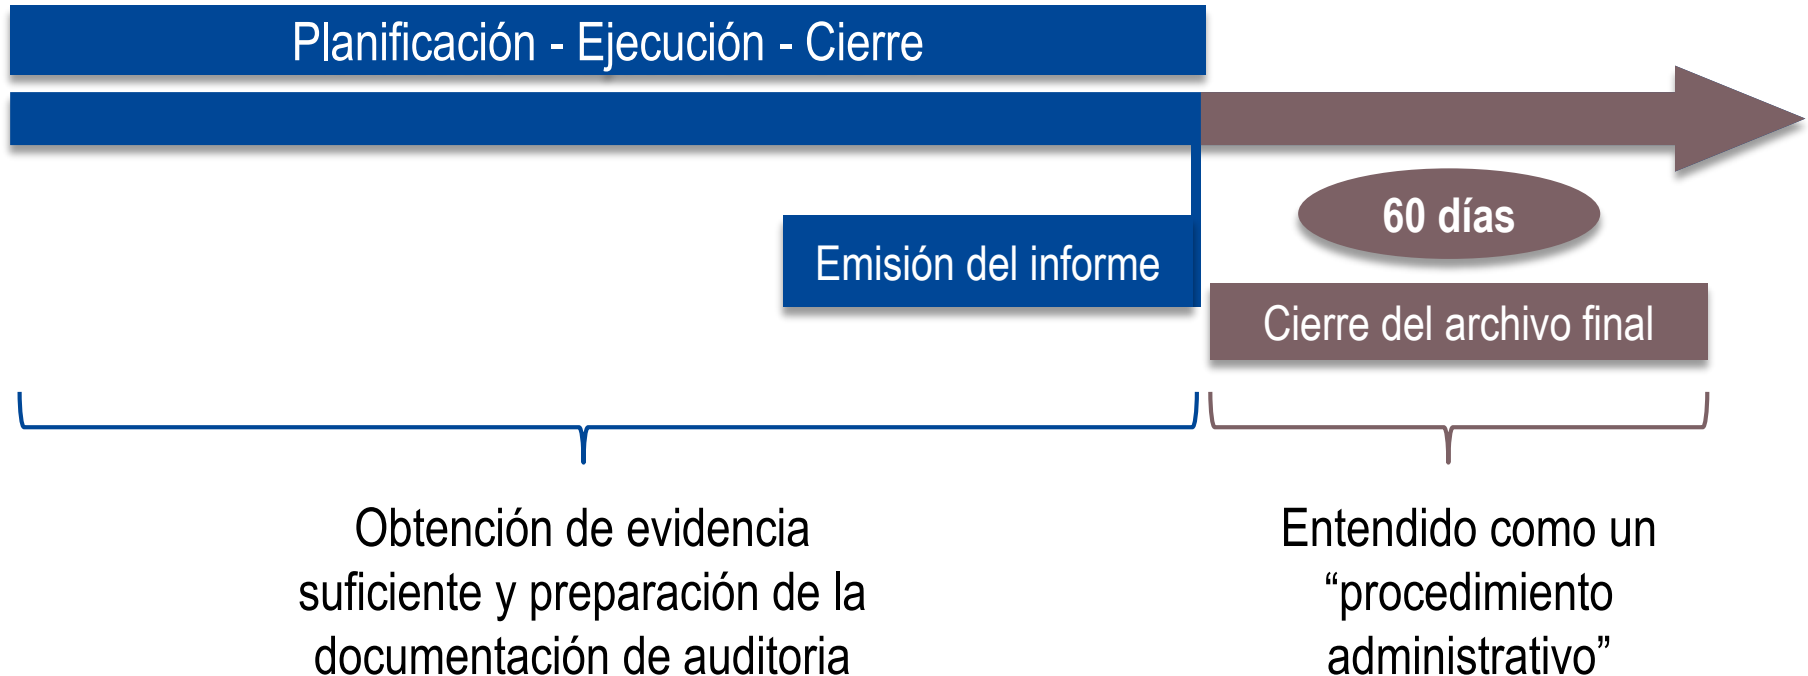 Planificación - Ejecución - Cierre
60 días
Emisión del informe
Cierre del archivo final
Obtención de evidencia
suficiente y preparación de la
documentación de auditoria
Entendido como un
“procedimiento
administrativo”